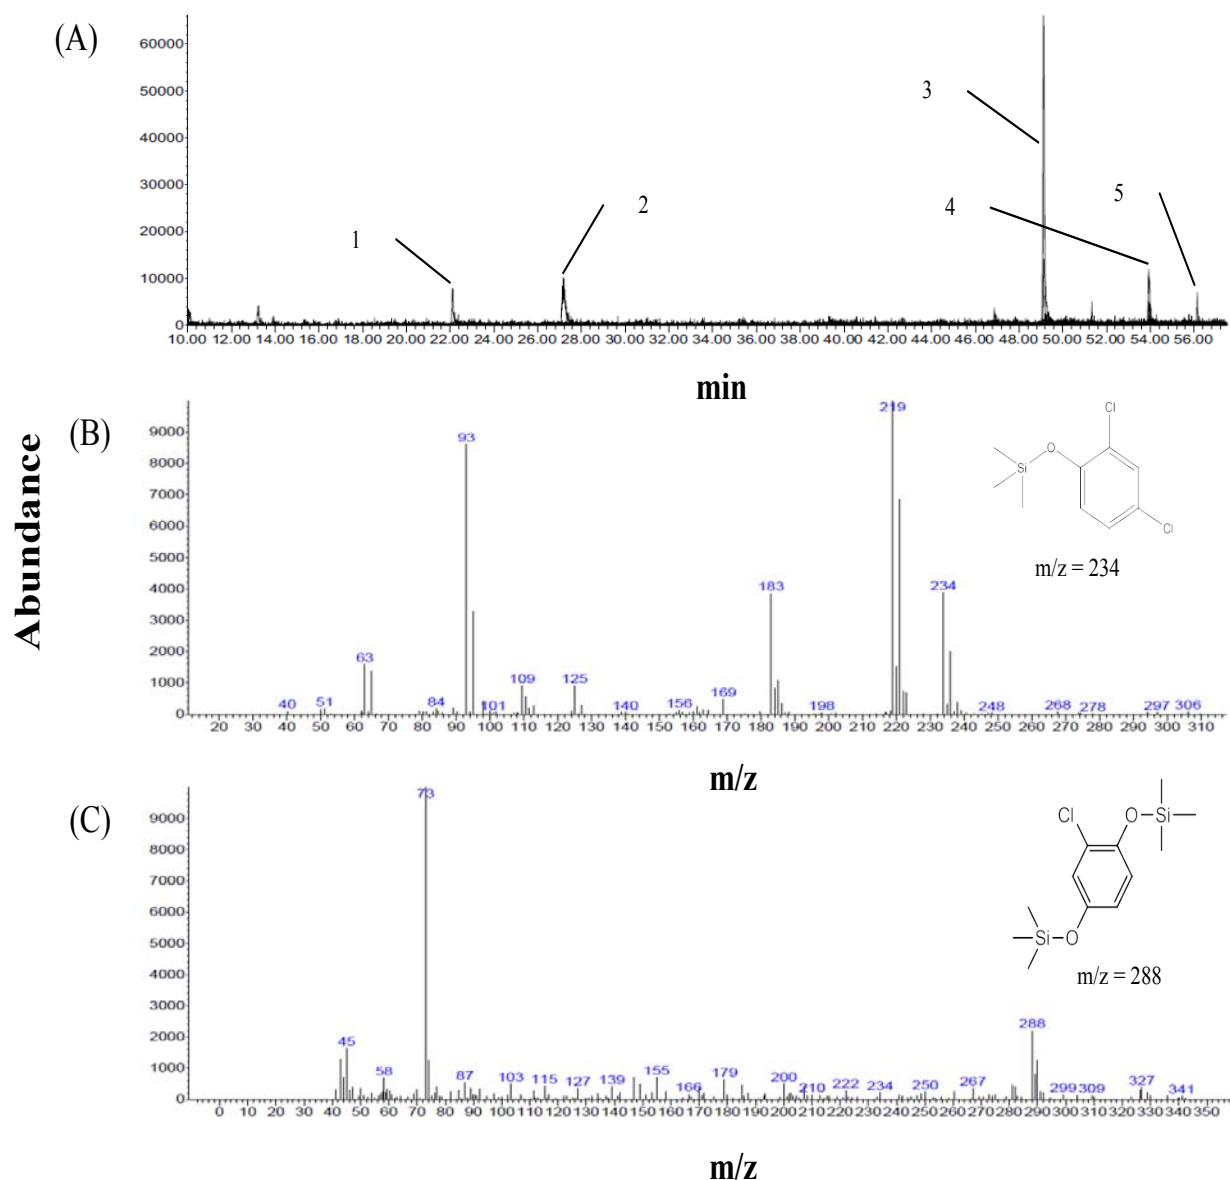 (A)
60000
50000
40000
30000
20000
10000
0
1
2
3
4
5
10.00 12.00 14.00 16.00 18.00 20.00 22.00 24.00 26.00 28.00 30.00 32.00 34.00 36.00 38.00 40.00 42.00 44.00 46.00 48.00 50.00 52.00 54.00 56.00
min
Abundance
(B)
9000
8000
7000
6000
5000
4000
3000
2000
1000
0
40 51 63 84 93 101 109 125 140 156 169 183 198 219 234 248 268 278 297 306
20 30 40 50 60 70 80 90 100 110 120 130 140 150 160 170 180 190 200 210 220 230 240 250 260 270 280 290 300 310
Cl
Si
O
Cl
m/z = 234
m/z
(C)
9000
8000
7000
6000
5000
4000
3000
2000
1000
0
45 58 73 87 103 115 127 139 155 166 179 200 210 222 234 250 267 288 299 309 327 341
0 10 20 30 40 50 60 70 80 90 100 110 120 130 140 150 160 170 180 190 200 210 220 230 240 250 260 270 280 290 300 310 320 330 340 350
Cl
O
Si
Si
O
m/z = 288
m/z